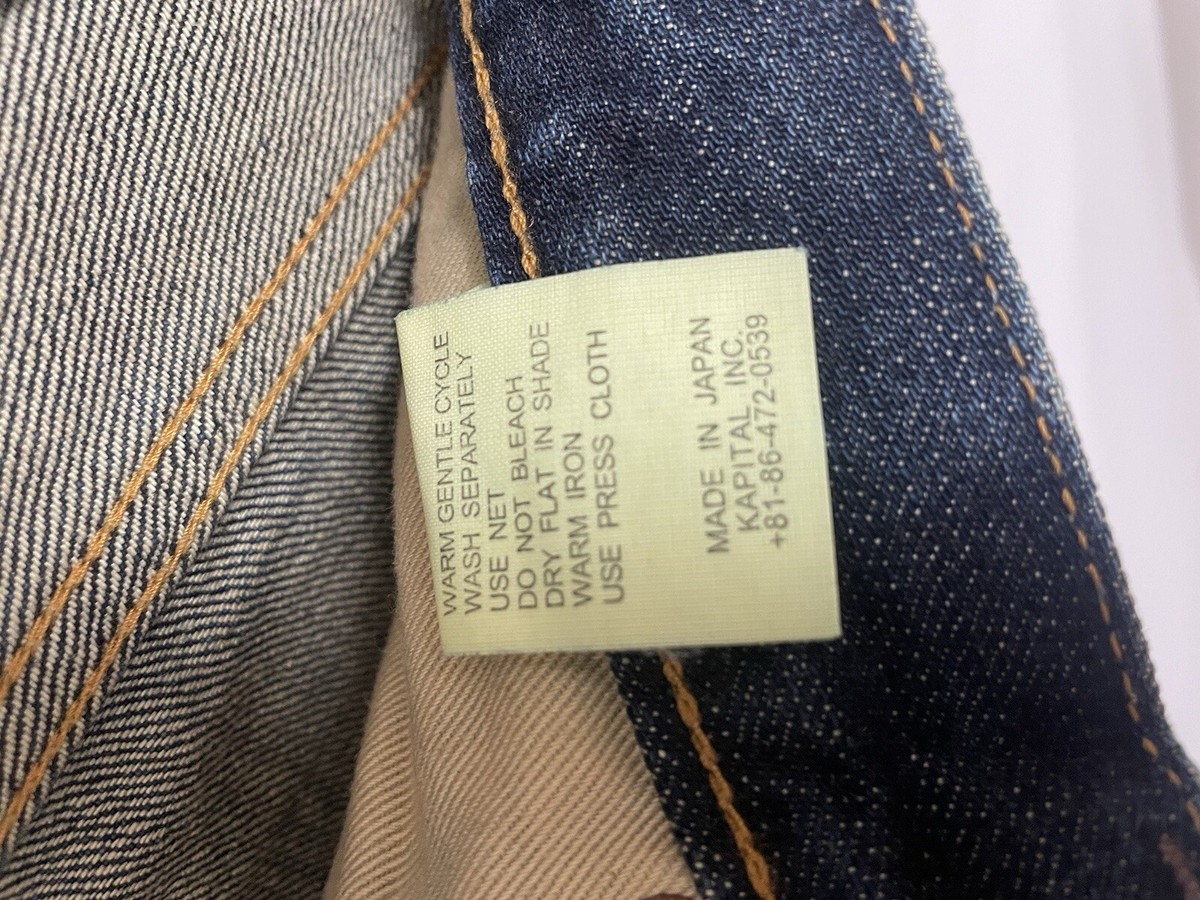 WARM GENTLE CYCLE
WASH SEPARATELY
USE NET
DO NOT BLEACH
DRY FLAT IN SHADE
WARM IRON
USE PRESS CLOTH
MADE IN JAPAN
KAPITAL INC.
+81-86-472-0539